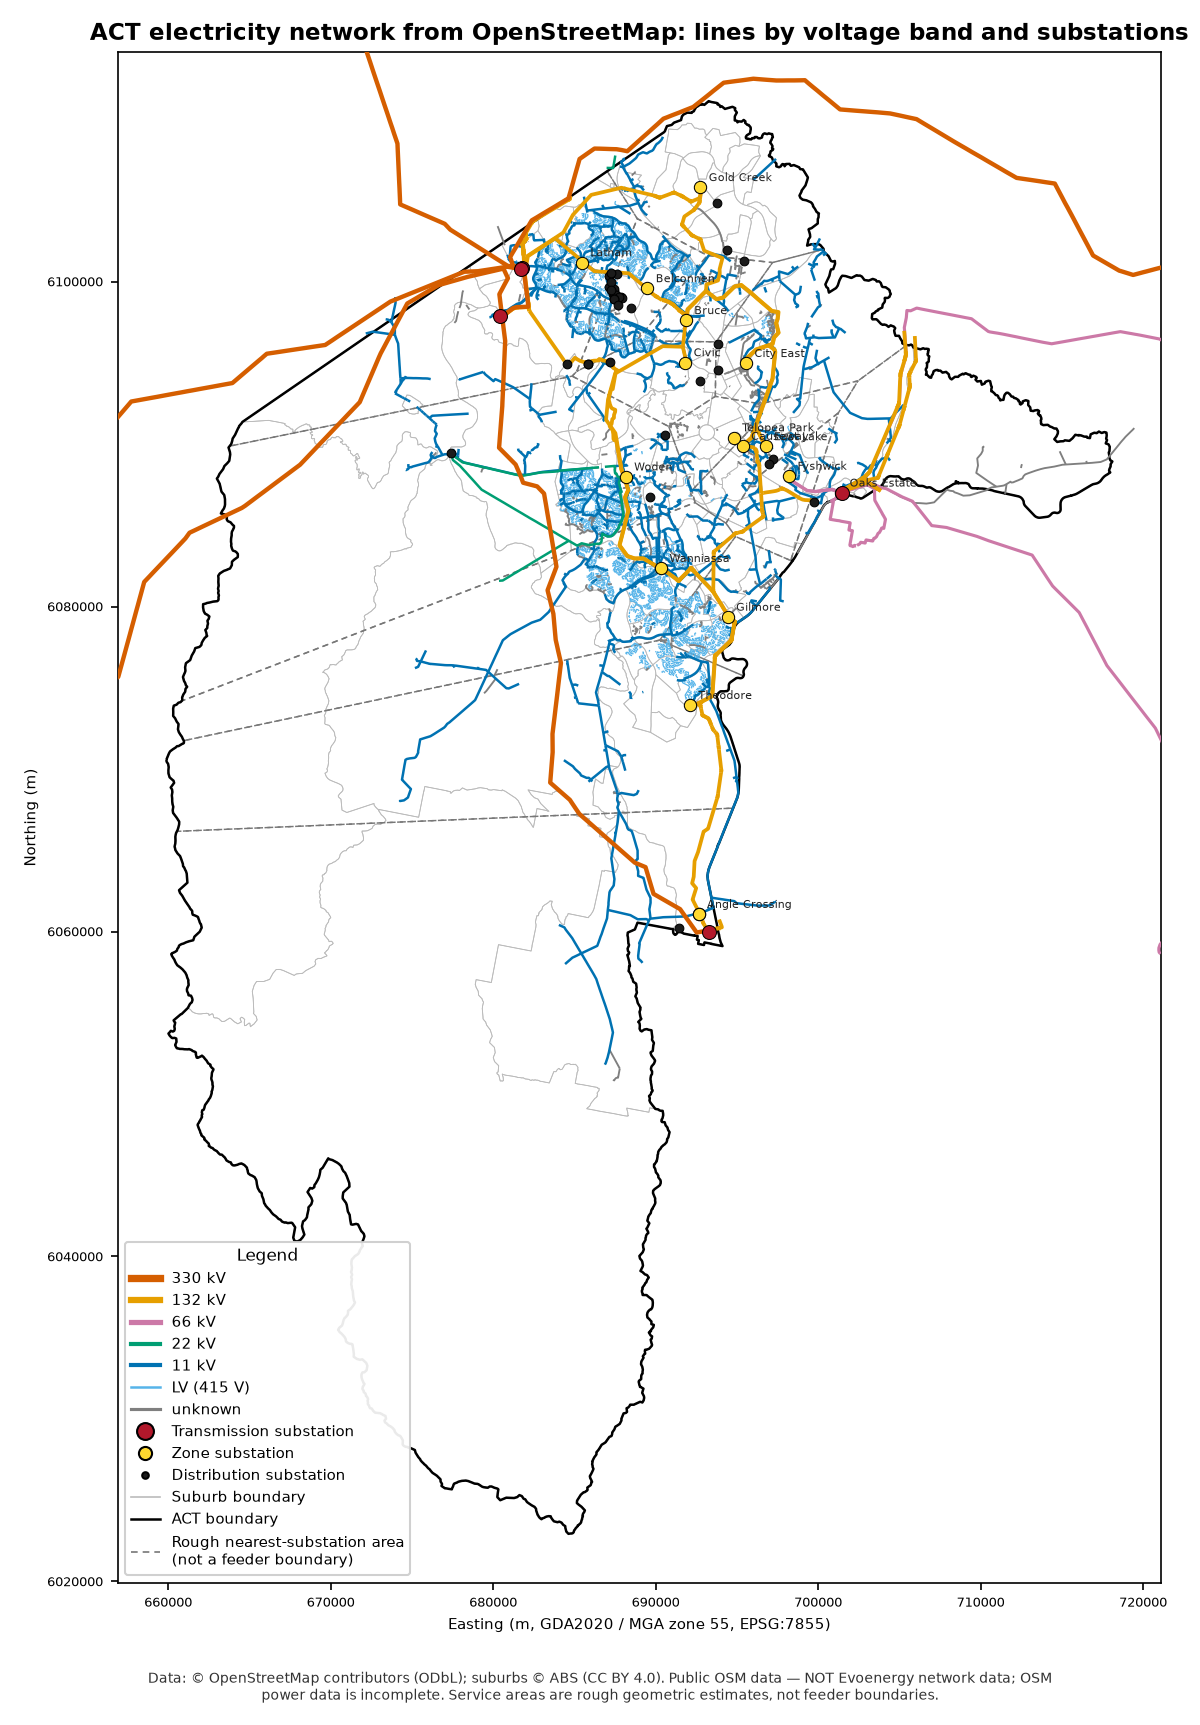 ACT electricity network from OpenStreetMap: lines by voltage band and substations
Gold Creek
Latham
Belconnen
Bruce
Civic
City East
Telopea Park
Causeway
East Lake
Fyshwick
Oaks Estate
Woden
Wanniassa
Gilmore
Theodore
Angle Crossing
6100000
6080000
6060000
6040000
6020000
Northing (m)
Legend
330 kV
132 kV
66 kV
22 kV
11 kV
LV (415 V)
unknown
Transmission substation
Zone substation
Distribution substation
Suburb boundary
ACT boundary
Rough nearest-substation area
(not a feeder boundary)
660000
670000
680000
690000
700000
710000
720000
Easting (m, GDA2020 / MGA zone 55, EPSG:7855)
Data: © OpenStreetMap contributors (ODbL); suburbs © ABS (CC BY 4.0). Public OSM data — NOT Evoenergy network data; OSM
power data is incomplete. Service areas are rough geometric estimates, not feeder boundaries.